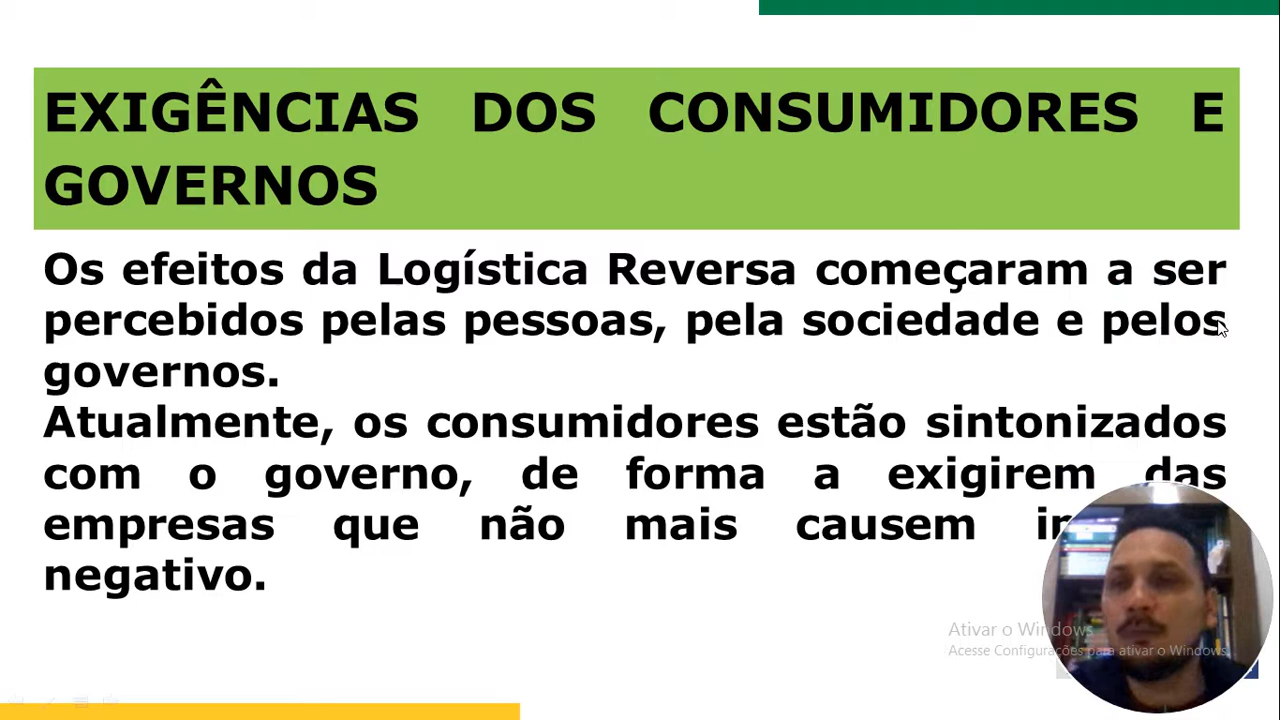 EXIGÊNCIAS DOS CONSUMIDORES E
GOVERNOS
Os efeitos da Logística Reversa começaram a ser
percebidos pelas pessoas, pela sociedade e pelos
governos.
Atualmente, os consumidores estão sintonizados
com o governo, de forma a exigirem das
empresas que não mais causem
negativo.
Ativar o Windows
Acesse Configurações para ativar o Windows.